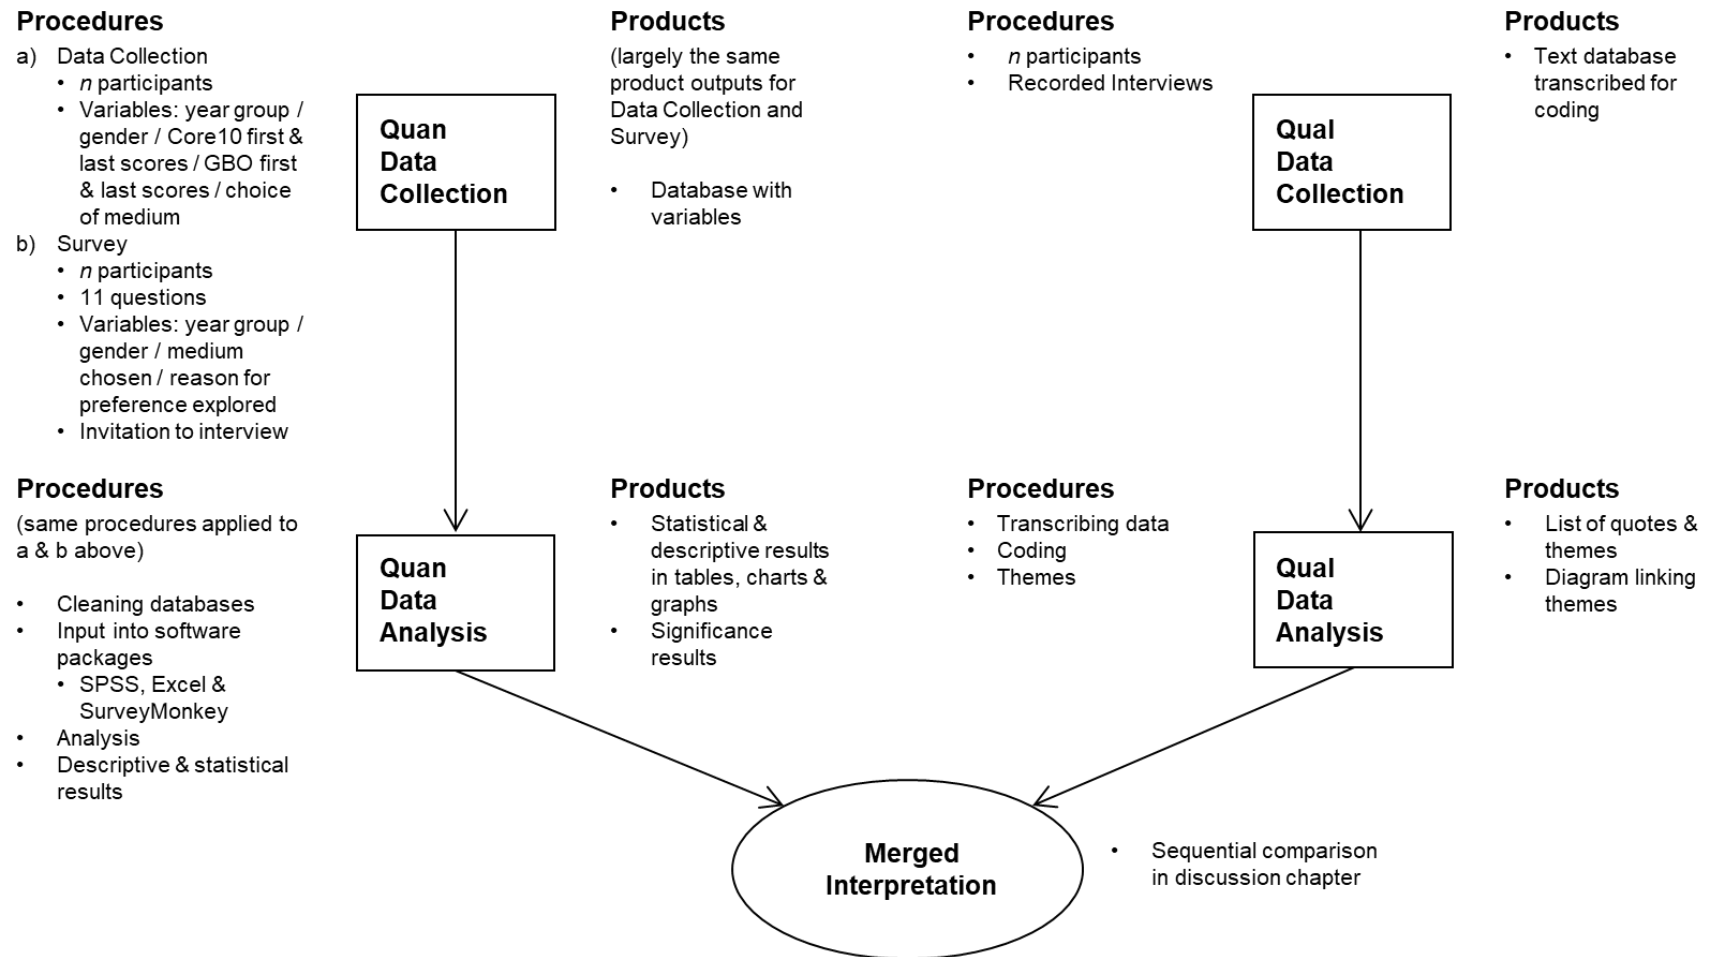 Procedures
a) Data Collection
• n participants
• Variables: year group /
gender / Core10 first &
last scores / GBO first
& last scores / choice
of medium
b) Survey
• n participants
• 11 questions
• Variables: year group /
gender / medium
chosen / reason for
preference explored
• Invitation to interview
Quan
Data
Collection
Products
(largely the same
product outputs for
Data Collection and
Survey)
• Database with
variables
Procedures
• n participants
• Recorded Interviews
Qual
Data
Collection
Products
• Text database
transcribed for
coding
Procedures
(same procedures applied to
a & b above)
• Cleaning databases
• Input into software
packages
• SPSS, Excel &
SurveyMonkey
• Analysis
• Descriptive & statistical
results
Quan
Data
Analysis
Products
• Statistical &
descriptive results
in tables, charts &
graphs
• Significance
results
Procedures
• Transcribing data
• Coding
• Themes
Qual
Data
Analysis
Products
• List of quotes &
themes
• Diagram linking
themes
Merged
Interpretation
• Sequential comparison
in discussion chapter